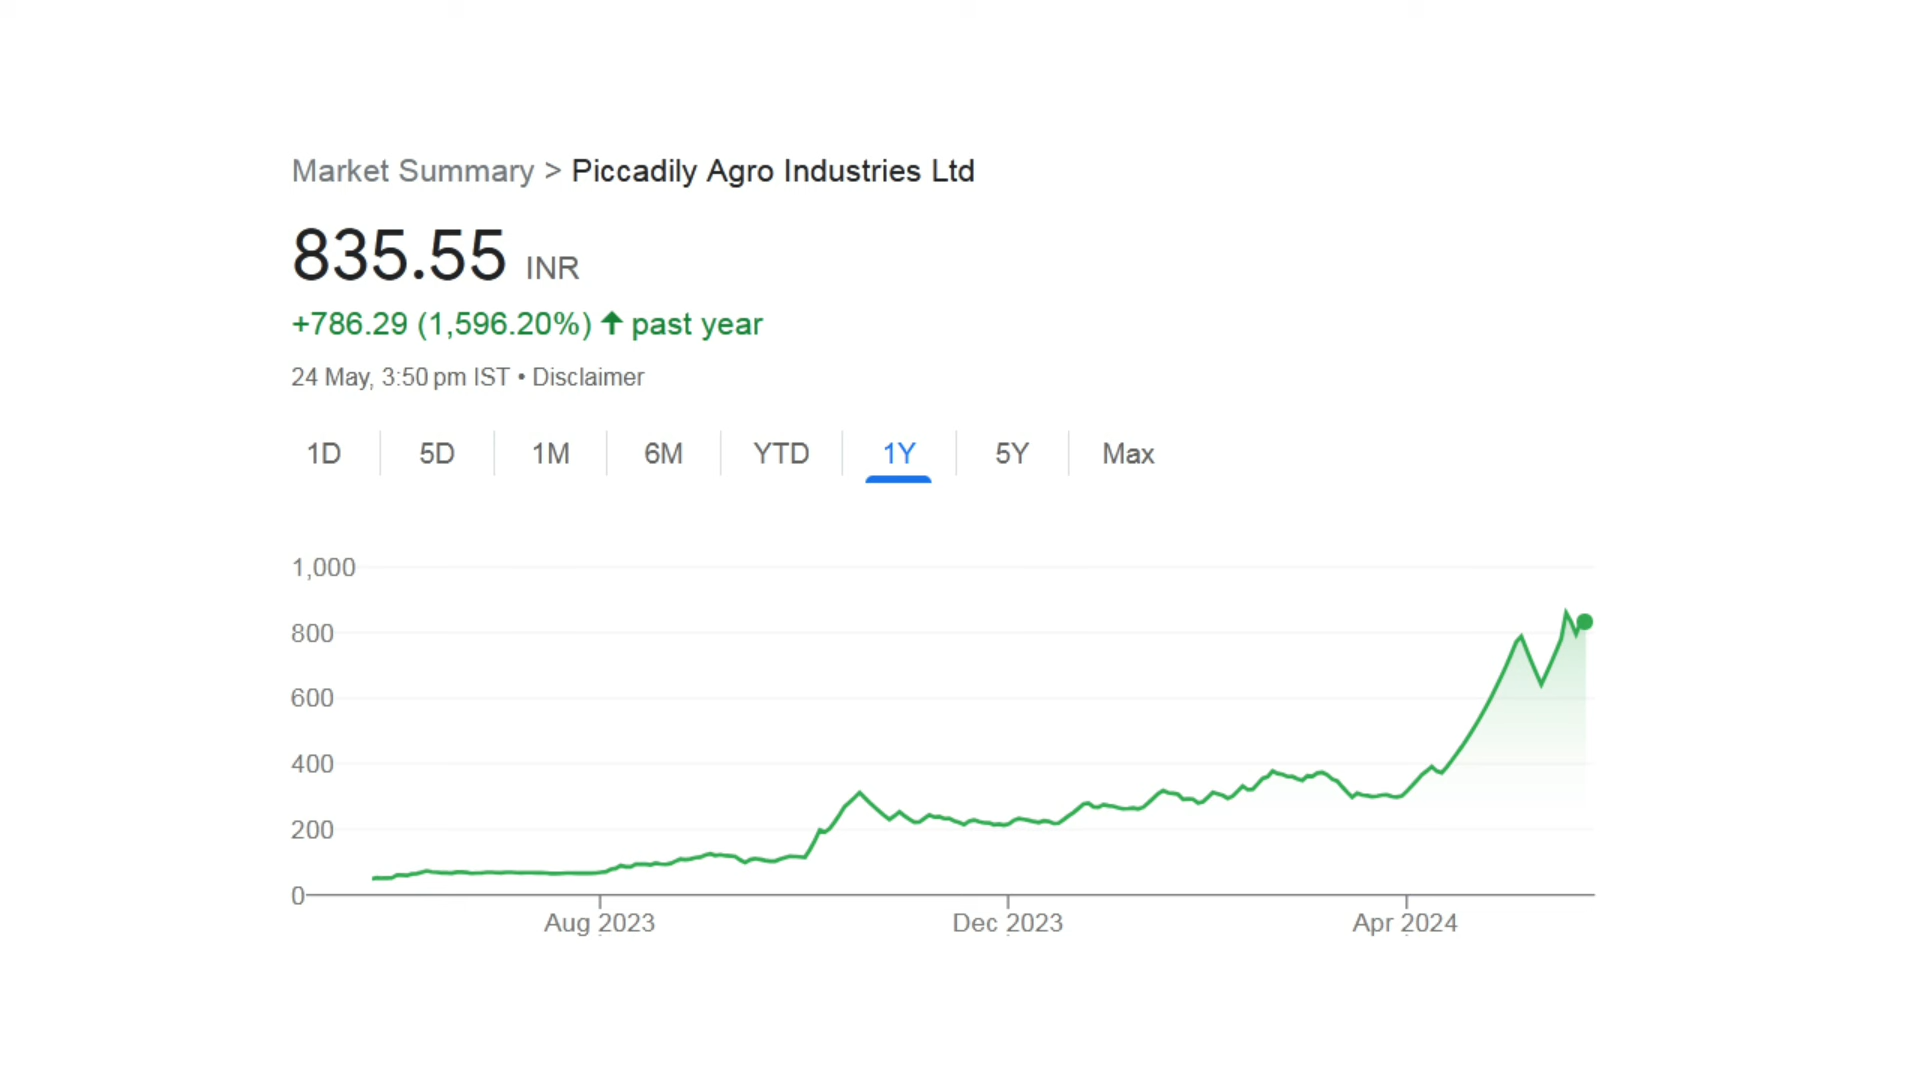 Market Summary > Piccadily Agro Industries Ltd
835.55 INR
+786.29 (1,596.20%) ↑ past year
24 May, 3:50 pm IST • Disclaimer
1D 5D 1M 6M YTD 1Y 5Y Max
1,000
800
600
400
200
0
Aug 2023 Dec 2023 Apr 2024